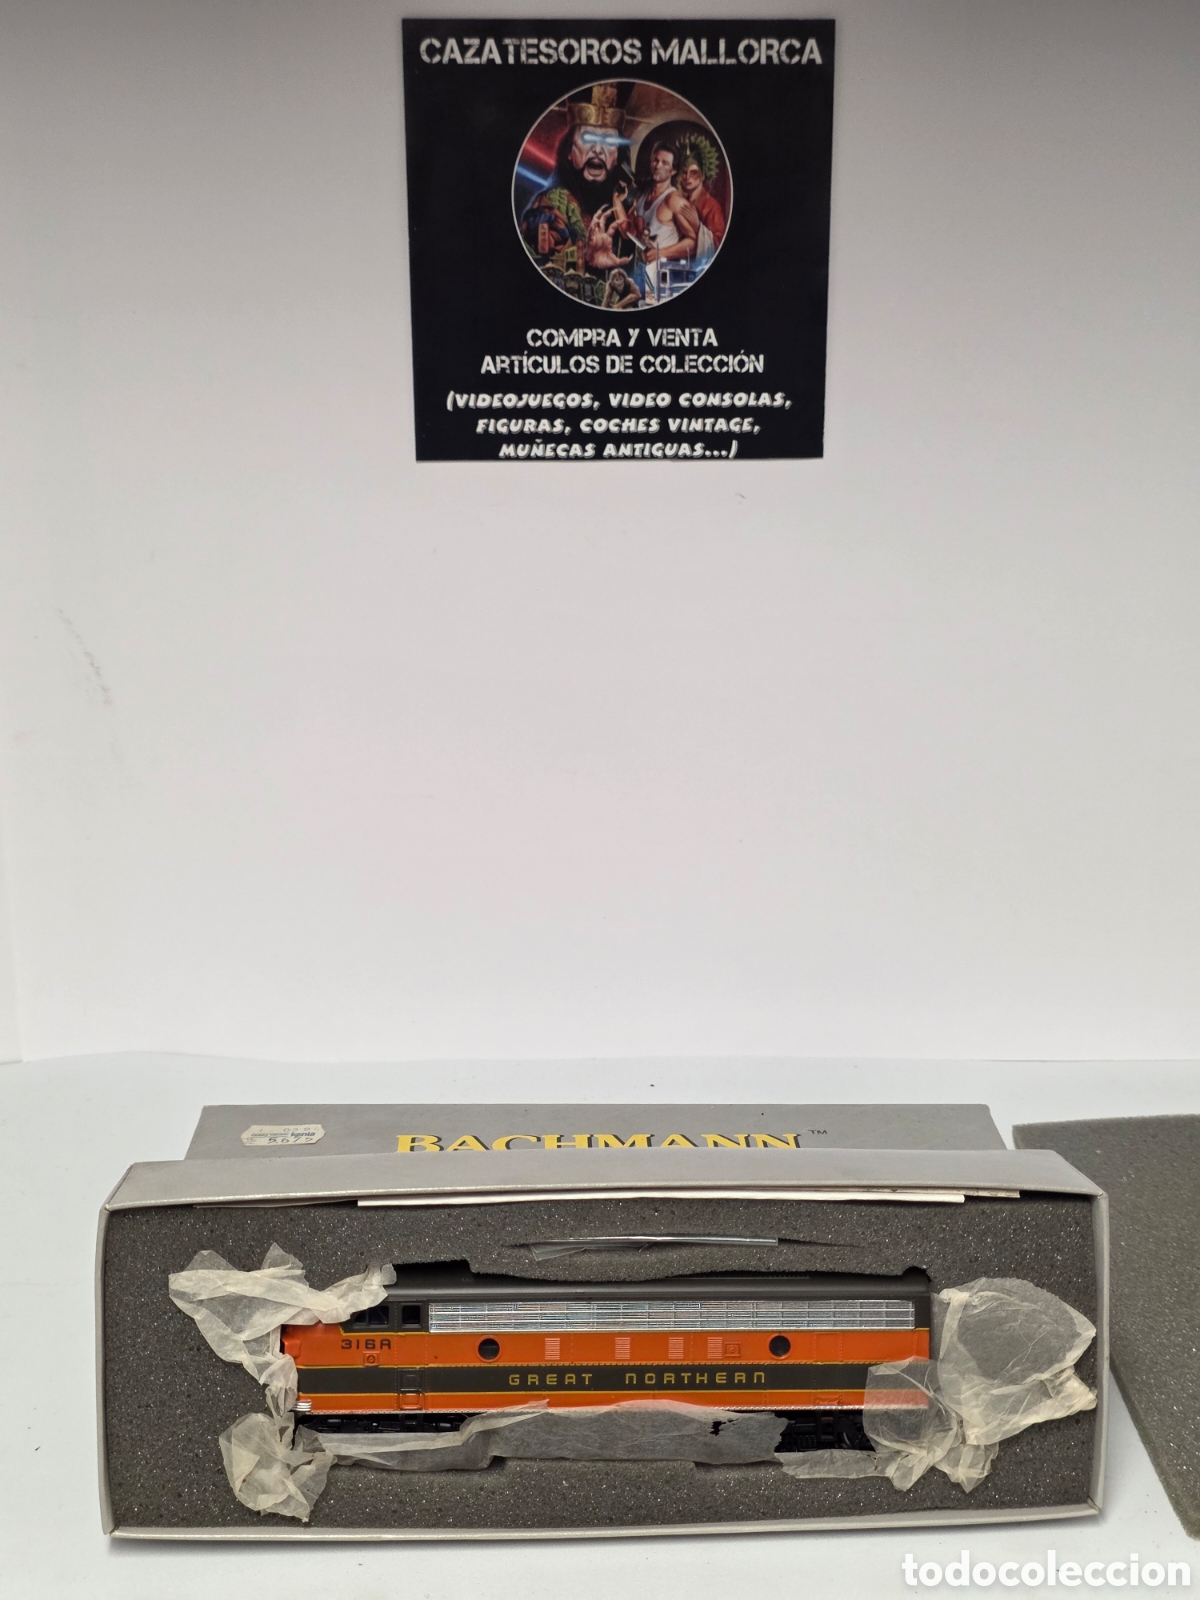 CAZATESOROS MALLORCA
COMPRA Y VENTA
ARTÍCULOS DE COLECCIÓN
(VIDEOJUEGOS, VIDEO CONSOLAS,
FIGURAS, COCHES VINTAGE,
MUÑECAS ANTIGUAS...)
BACHMANN™
316A
GREAT NORTHERN
todocoleccion